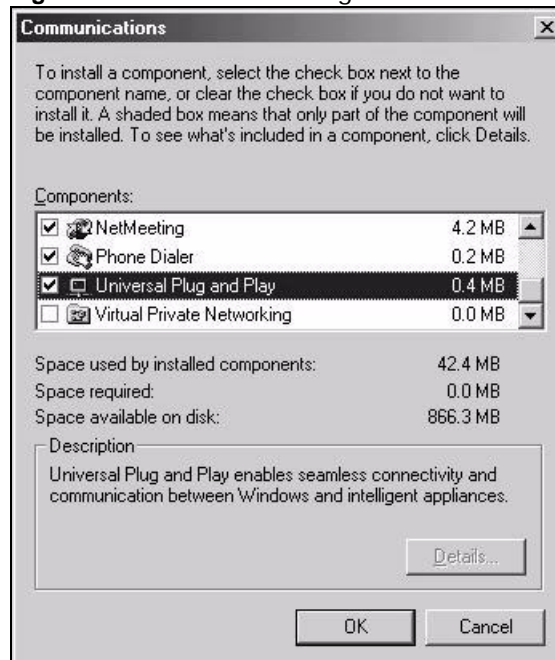 Communications
To install a component, select the check box next to the
component name, or clear the check box if you do not want to
install it. A shaded box means that only part of the component will
be installed. To see what's included in a component, click Details.
Components:
NetMeeting 4.2 MB
Phone Dialer 0.2 MB
Universal Plug and Play 0.4 MB
Virtual Private Networking 0.0 MB
Space used by installed components: 42.4 MB
Space required: 0.0 MB
Space available on disk: 866.3 MB
Description
Universal Plug and Play enables seamless connectivity and
communication between Windows and intelligent appliances.
Details...
OK Cancel